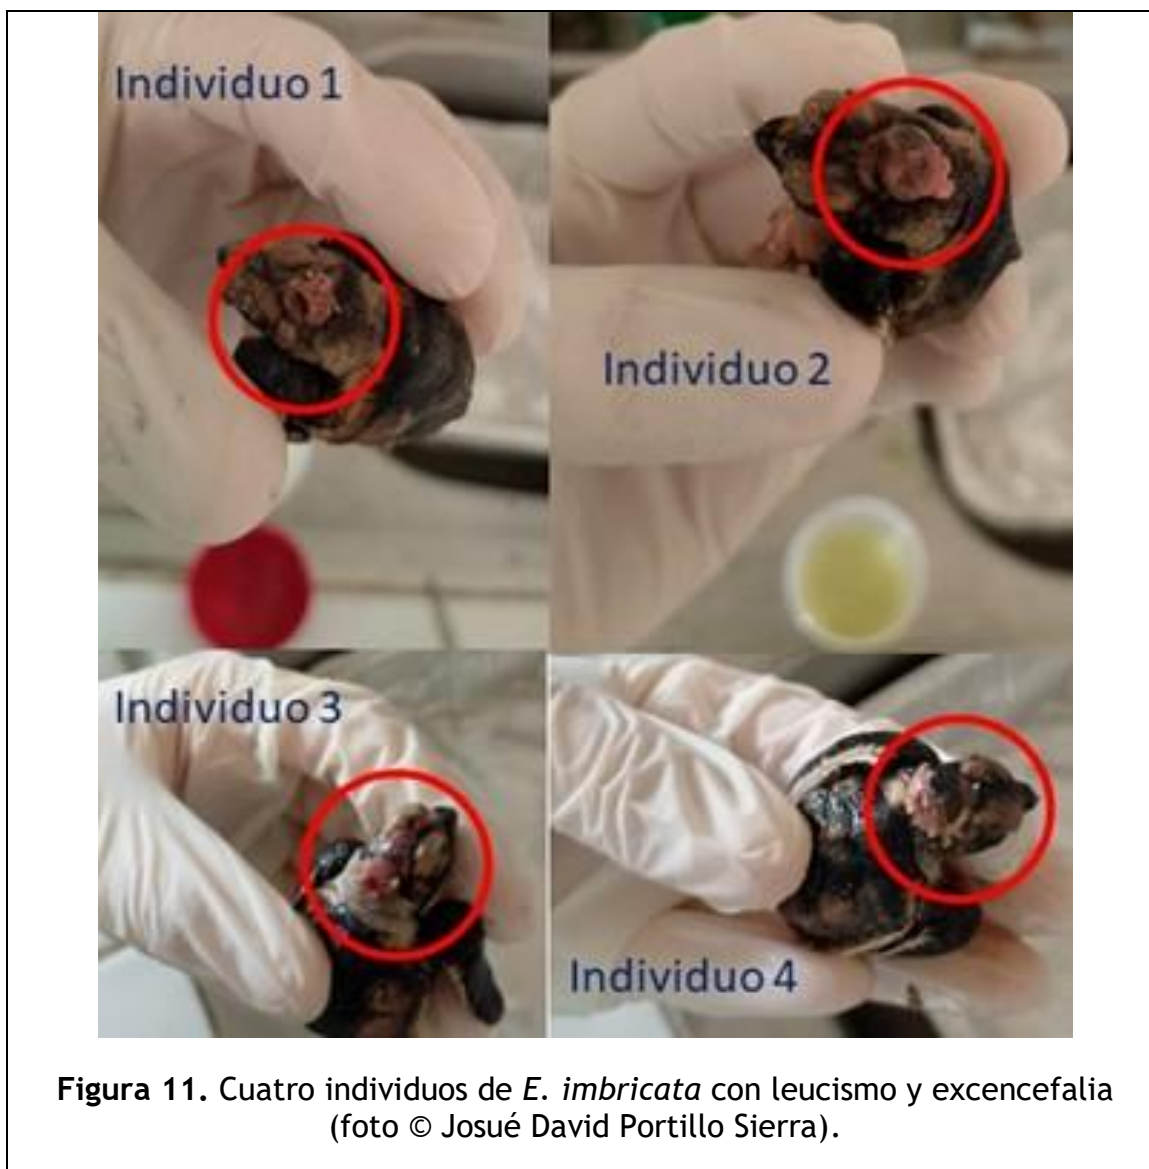 Individuo 1
Individuo 2
Individuo 3
Individuo 4
Figura 11. Cuatro individuos de E. imbricata con leucismo y excencefalia
(foto © Josué David Portillo Sierra).